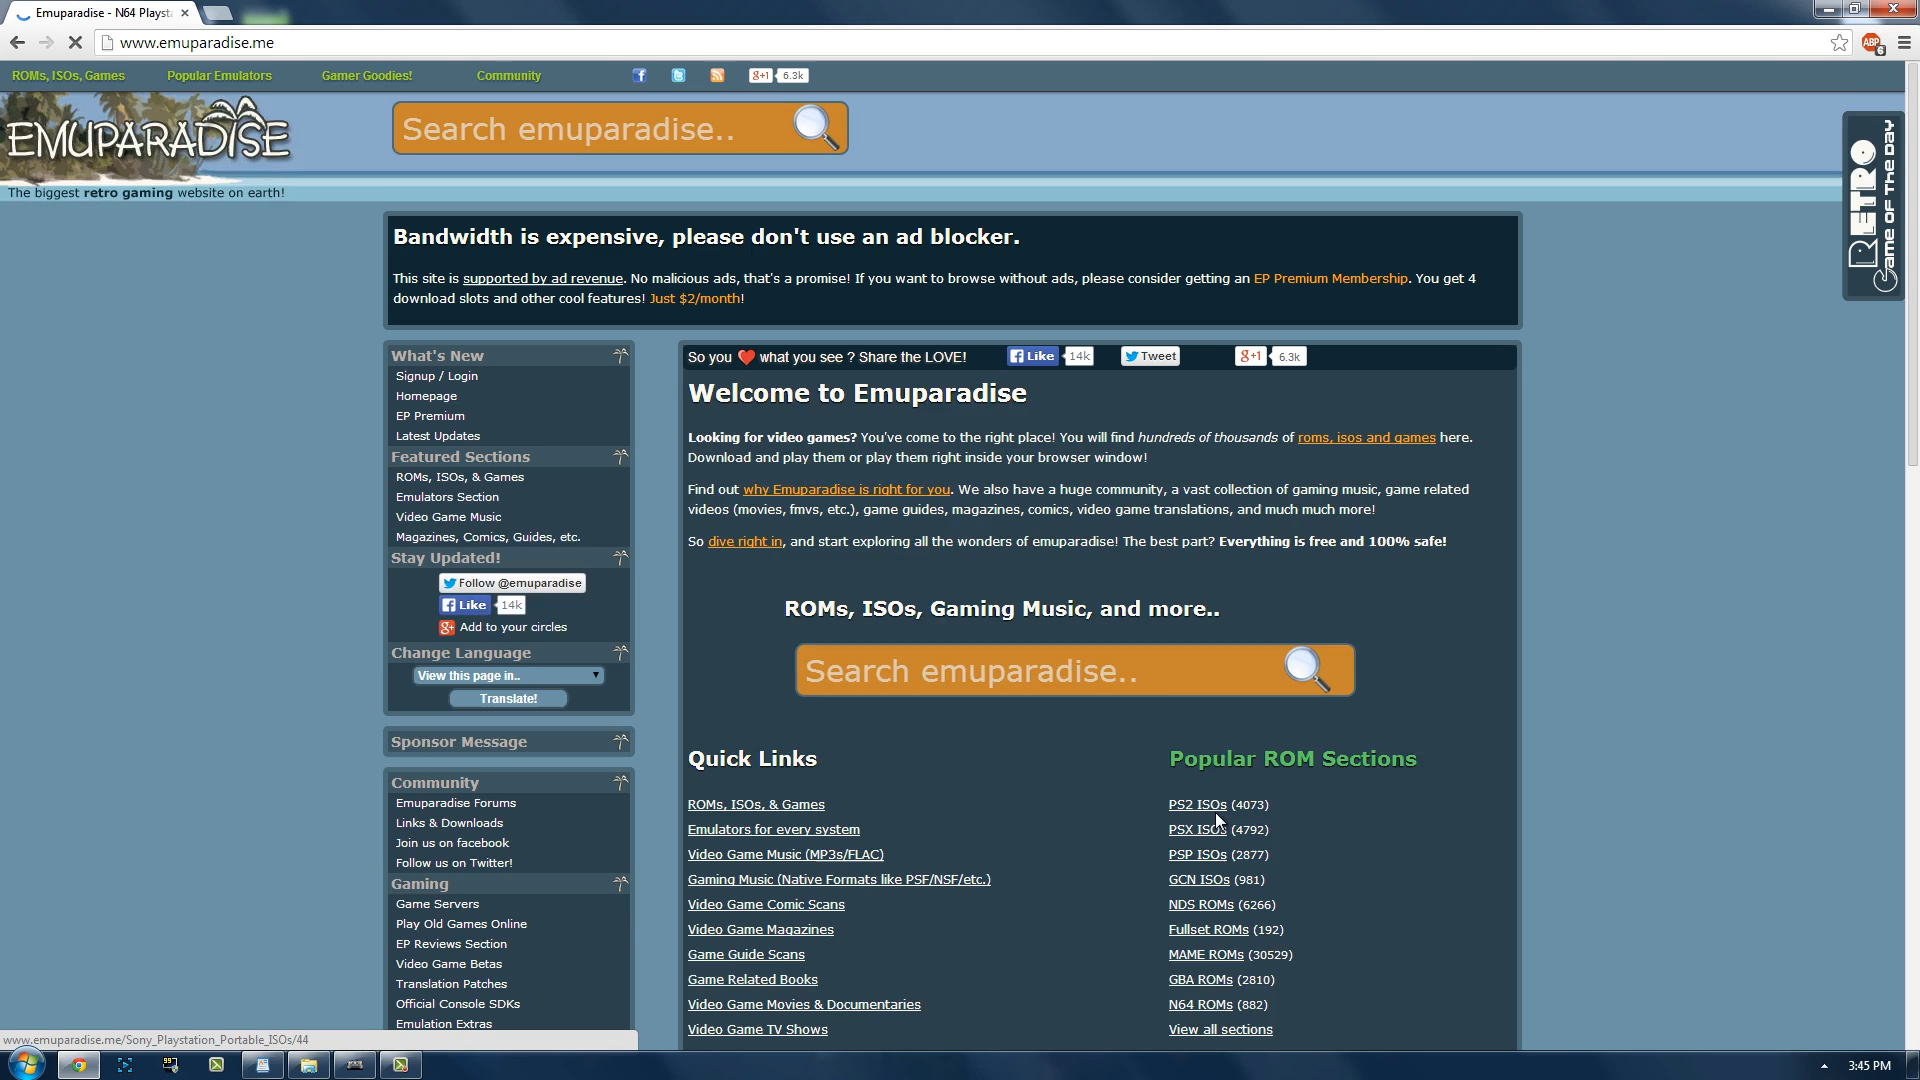 Emuparadise - N64 Playsta
www.emuparadise.me
ABP 6
ROMs, ISOs, Games Popular Emulators Gamer Goodies! Community g+1 6.3k
EMUPARADISE
Search emuparadise..
The biggest retro gaming website on earth!
RETRO
Game OF THE DAY
Bandwidth is expensive, please don't use an ad blocker.
This site is supported by ad revenue. No malicious ads, that's a promise! If you want to browse without ads, please consider getting an EP Premium Membership. You get 4
download slots and other cool features! Just $2/month!
What's New
Signup / Login
Homepage
EP Premium
Latest Updates
Featured Sections
ROMs, ISOs, & Games
Emulators Section
Video Game Music
Magazines, Comics, Guides, etc.
Stay Updated!
Follow @emuparadise
Like 14k
g+ Add to your circles
Change Language
View this page in..
Translate!
Sponsor Message
Community
Emuparadise Forums
Links & Downloads
Join us on facebook
Follow us on Twitter!
Gaming
Game Servers
Play Old Games Online
EP Reviews Section
Video Game Betas
Translation Patches
Official Console SDKs
Emulation Extras
So you ❤ what you see ? Share the LOVE! Like 14k Tweet g+1 6.3k
Welcome to Emuparadise
Looking for video games? You've come to the right place! You will find hundreds of thousands of roms, isos and games here.
Download and play them or play them right inside your browser window!
Find out why Emuparadise is right for you. We also have a huge community, a vast collection of gaming music, game related
videos (movies, fmvs, etc.), game guides, magazines, comics, video game translations, and much much more!
So dive right in, and start exploring all the wonders of emuparadise! The best part? Everything is free and 100% safe!
ROMs, ISOs, Gaming Music, and more..
Search emuparadise..
Quick Links
ROMs, ISOs, & Games
Emulators for every system
Video Game Music (MP3s/FLAC)
Gaming Music (Native Formats like PSF/NSF/etc.)
Video Game Comic Scans
Video Game Magazines
Game Guide Scans
Game Related Books
Video Game Movies & Documentaries
Video Game TV Shows
Popular ROM Sections
PS2 ISOs (4073)
PSX ISOs (4792)
PSP ISOs (2877)
GCN ISOs (981)
NDS ROMs (6266)
Fullset ROMs (192)
MAME ROMs (30529)
GBA ROMs (2810)
N64 ROMs (882)
View all sections
www.emuparadise.me/Sony_Playstation_Portable_ISOs/44
99
3:45 PM